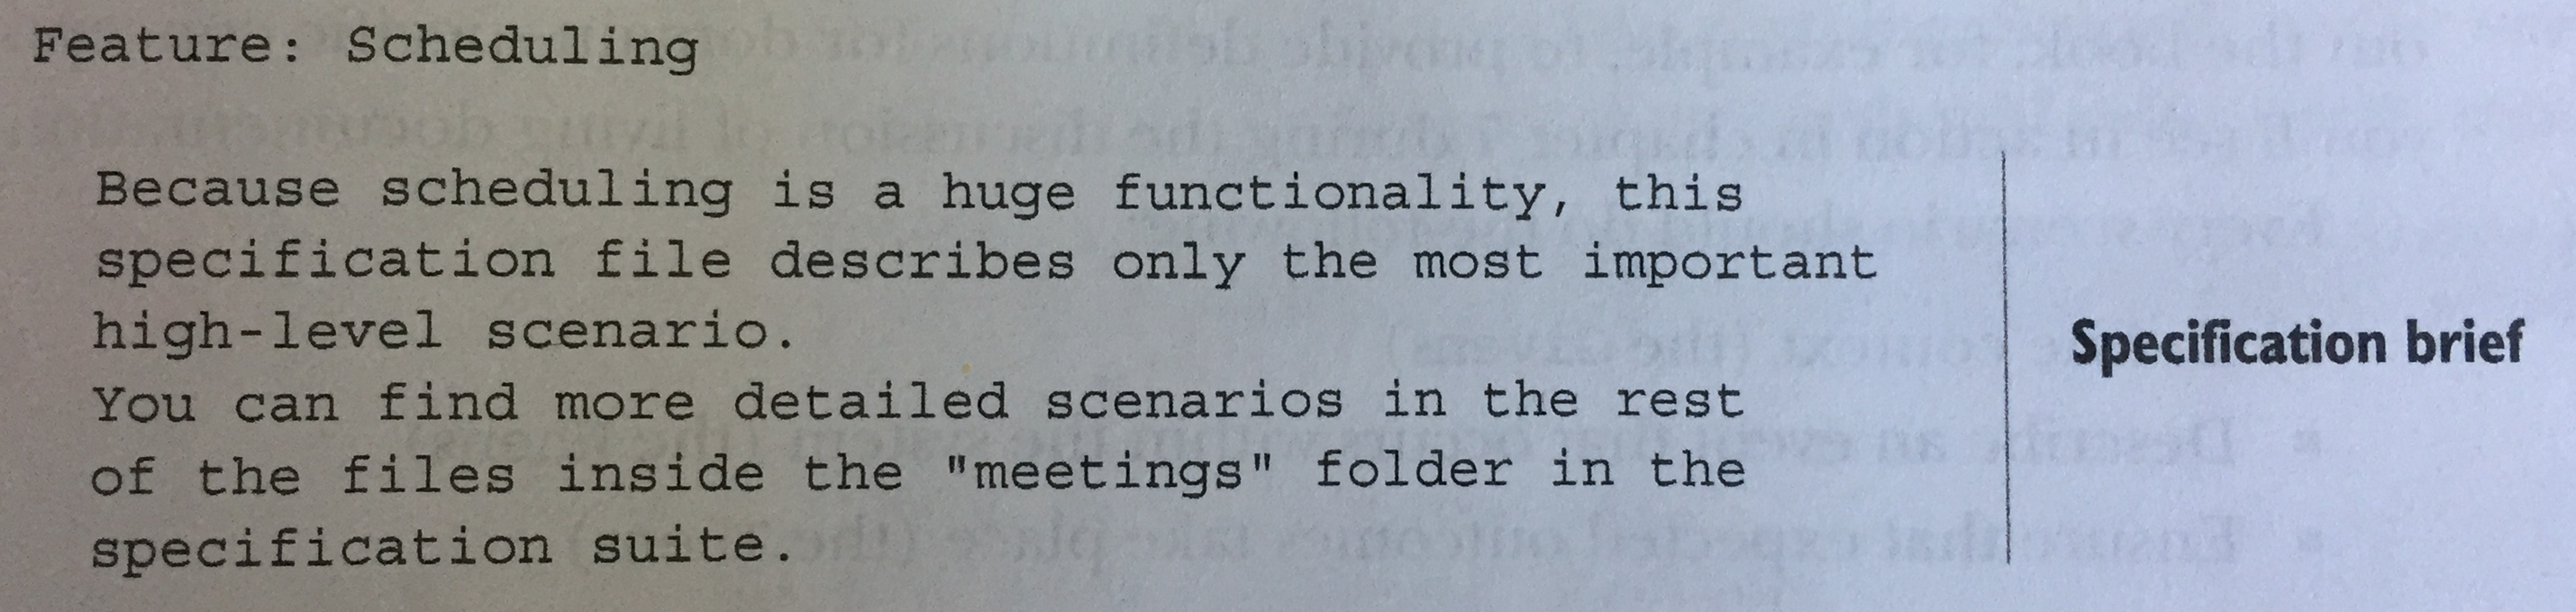 Feature: Scheduling
Because scheduling is a huge functionality, this
specification file describes only the most important
high-level scenario.
You can find more detailed scenarios in the rest
of the files inside the "meetings" folder in the
specification suite.
Specification brief